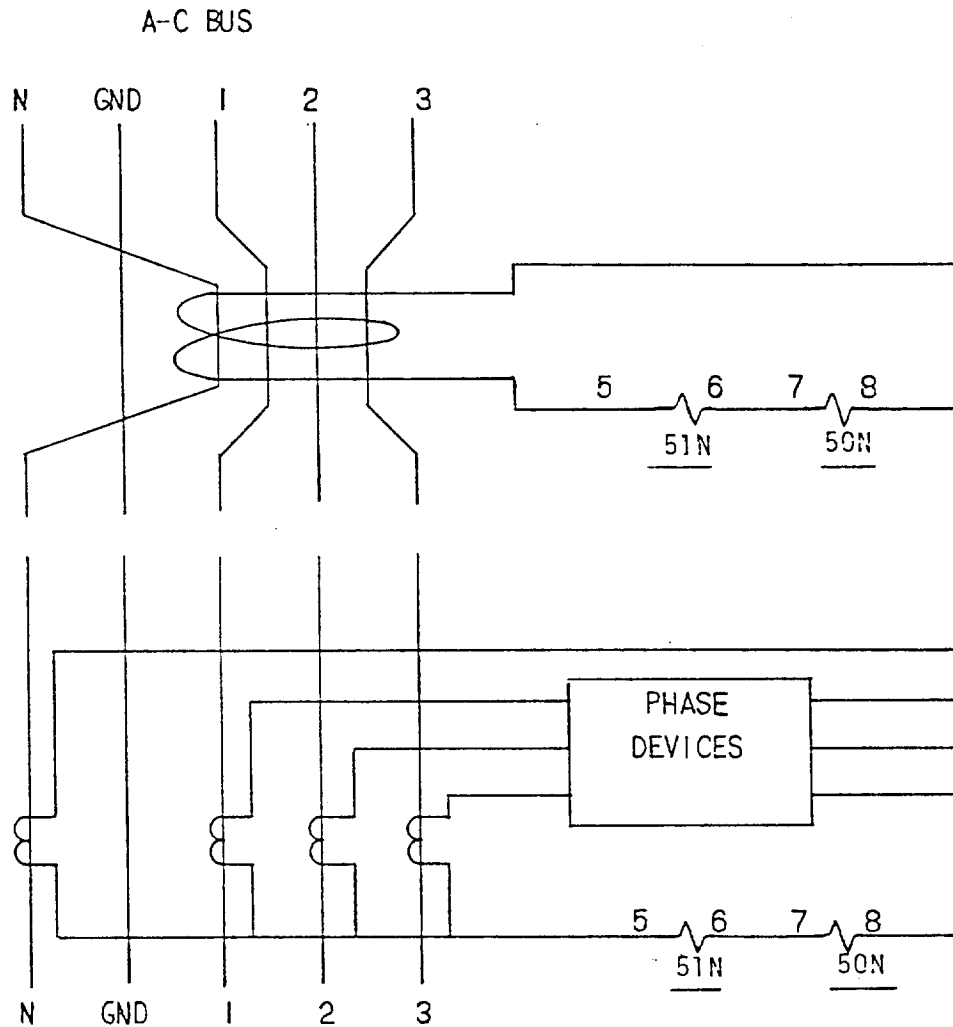 A-C BUS
N GND 1 2 3
5 6 7 8
51N 50N
PHASE
DEVICES
5 6 7 8
51N 50N
N GND 1 2 3